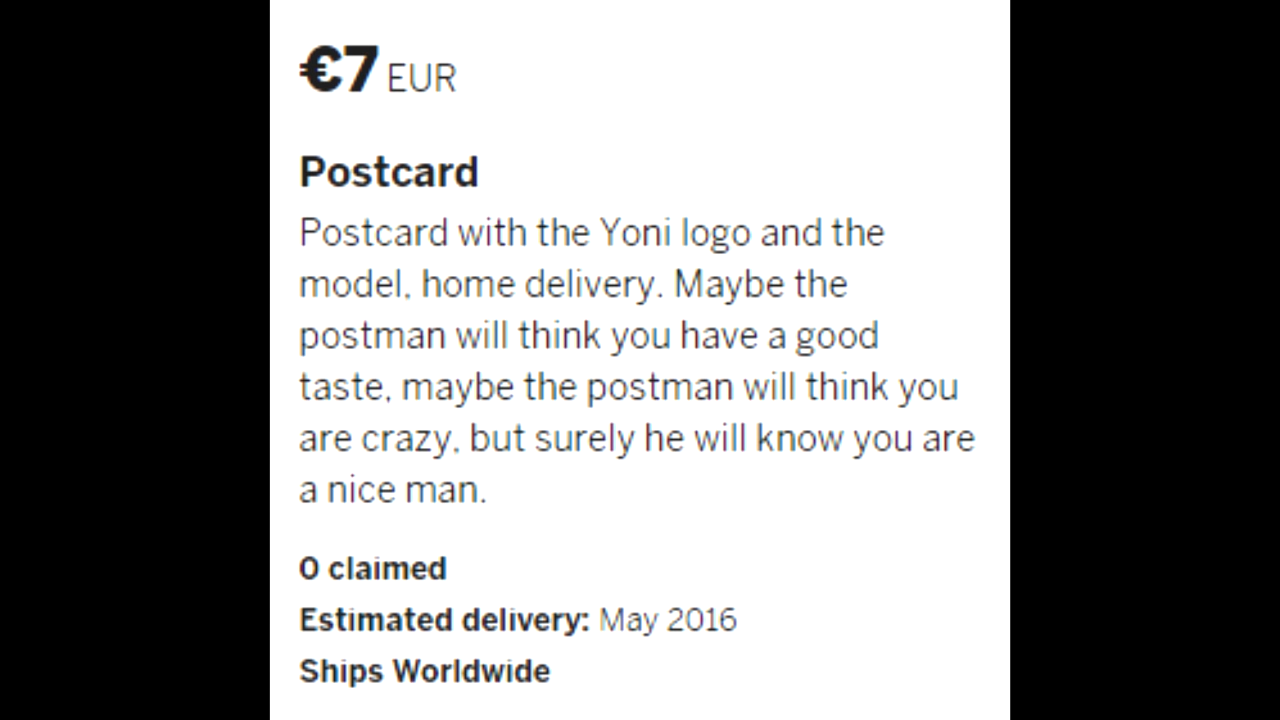 €7 EUR
Postcard
Postcard with the Yoni logo and the
model, home delivery. Maybe the
postman will think you have a good
taste, maybe the postman will think you
are crazy, but surely he will know you are
a nice man.
0 claimed
Estimated delivery: May 2016
Ships Worldwide